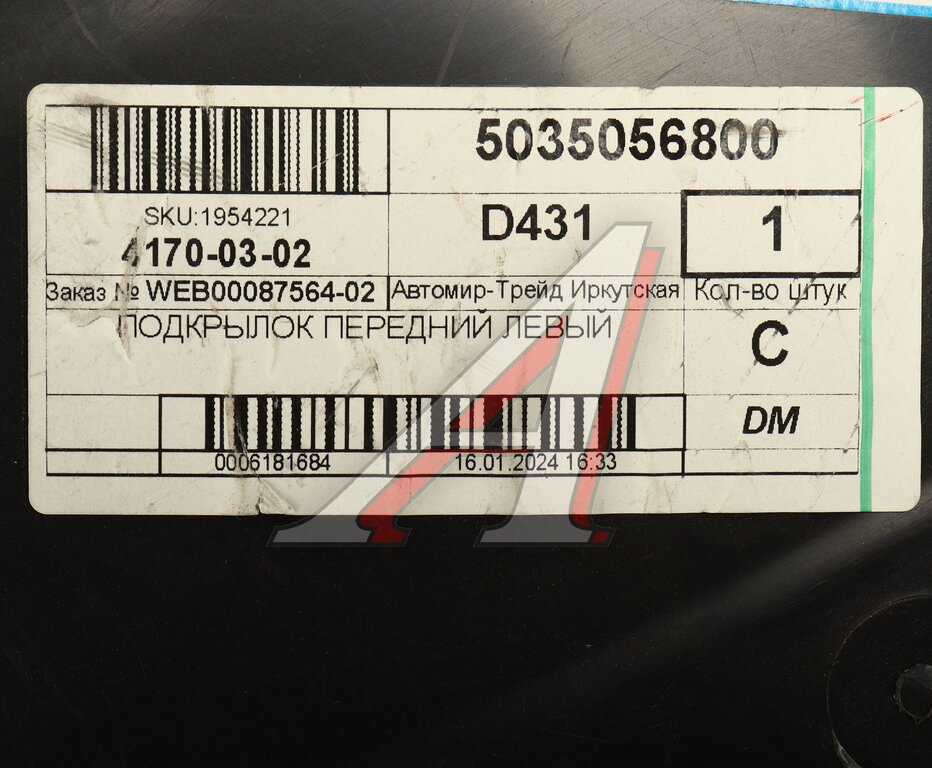 5035056800
SKU:1954221
4170-03-02
D431
1
Заказ № WEB00087564-02
Автомир-Трейд Иркутская
Кол-во штук
ПОДКРЫЛОК ПЕРЕДНИЙ ЛЕВЫЙ
C
DM
0006181684
16.01.2024 16:33